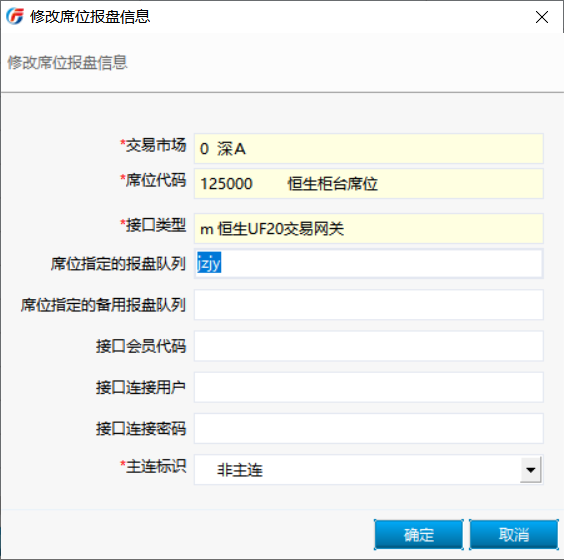 修改席位报盘信息
修改席位报盘信息
*交易市场 0 深A
*席位代码 125000 恒生柜台席位
*接口类型 m 恒生UF20交易网关
席位指定的报盘队列 jzjy
席位指定的备用报盘队列
接口会员代码
接口连接用户
接口连接密码
*主连标识 非主连
确定 取消